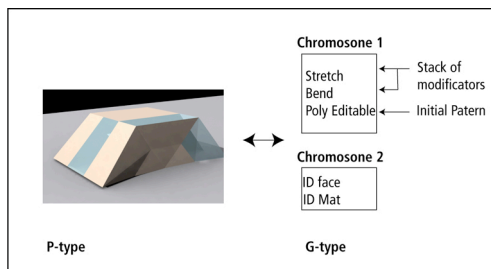 Chromosone 1
Stretch
Bend
Poly Editable
Stack of
modificators
Initial Patern
Chromosone 2
ID face
ID Mat
P-type
G-type